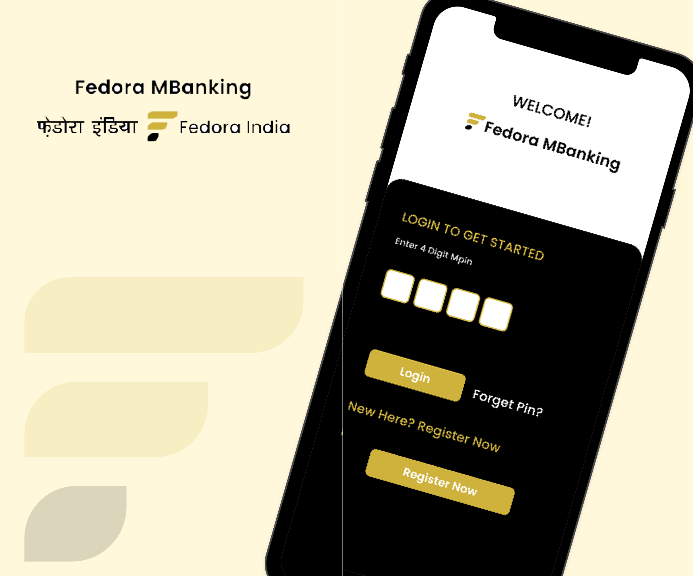 Fedora MBanking
फेडोरा इंडिया Fedora India
WELCOME!
Fedora MBanking
LOGIN TO GET STARTED
Enter 4 Digit Mpin
Login
Forget Pin?
New Here? Register Now
Register Now